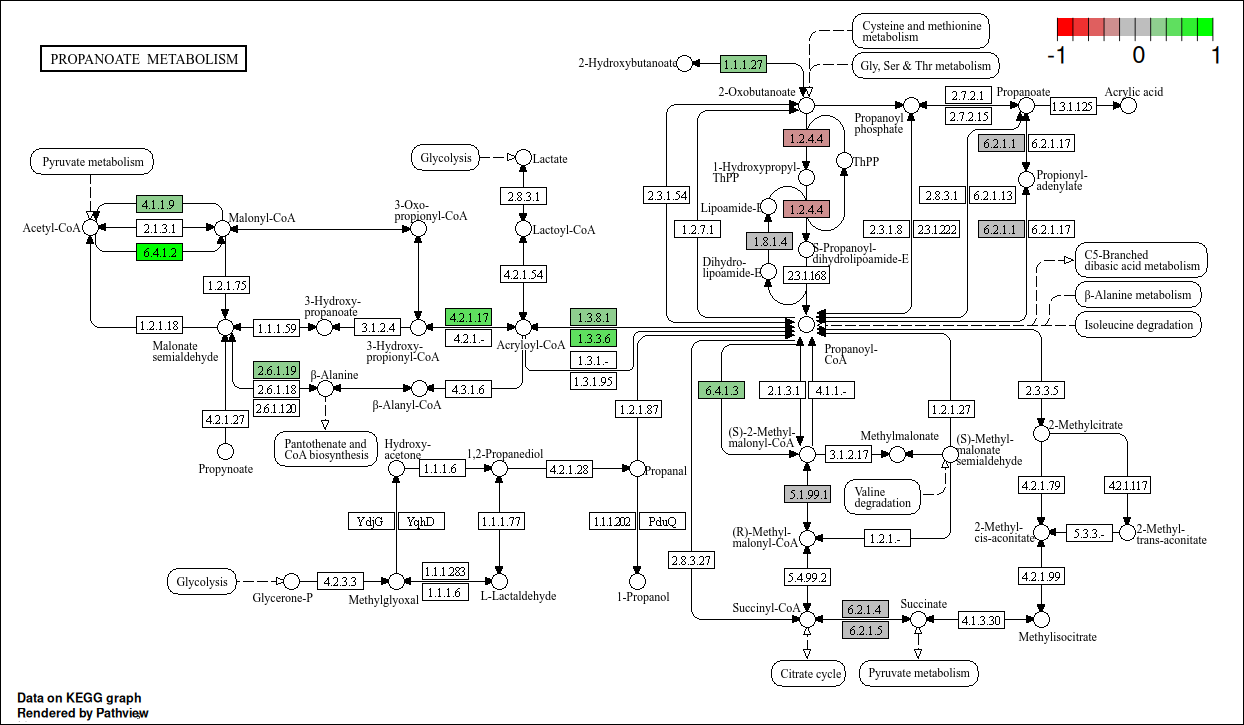 PROPANOATE METABOLISM
Cysteine and methionine
metabolism
Gly, Ser & Thr metabolism
-1
0
1
2-Hydroxybutanoate
1.1.1.27
2-Oxobutanoate
2.7.2.1
2.7.2.15
Propanoate
1.3.1.125
Acrylic acid
Propanoyl
phosphate
1.2.4.4
6.2.1.1
6.2.1.17
1-Hydroxypropyl-
ThPP
ThPP
Propionyl-
adenylate
Pyruvate metabolism
Glycolysis
Lactate
2.8.3.1
2.3.1.54
2.8.3.1
6.2.1.13
4.1.1.9
Acetyl-CoA
2.1.3.1
Malonyl-CoA
6.4.1.2
3-Oxo-
propionyl-CoA
Lactoyl-CoA
Lipoamide-E
1.2.4.4
1.2.7.1
2.3.1.8
2.3.1.222
6.2.1.1
6.2.1.17
1.8.1.4
S-Propanoyl-
dihydrolipoamide-E
Dihydro-
lipoamide-E
2.3.1.168
C5-Branched
dibasic acid metabolism
β-Alanine metabolism
Isoleucine degradation
1.2.1.75
4.2.1.54
3-Hydroxy-
propanoate
1.2.1.18
Malonate
semialdehyde
1.1.1.59
3.1.2.4
3-Hydroxy-
propionyl-CoA
4.2.1.17
4.2.1.-
Acryloyl-CoA
1.3.8.1
1.3.3.6
1.3.1.-
1.3.1.95
Propanoyl-
CoA
2.6.1.19
2.6.1.18
2.6.1.120
β-Alanine
β-Alanyl-CoA
4.3.1.6
4.2.1.27
Propynoate
Pantothenate and
CoA biosynthesis
1.2.1.87
6.4.1.3
2.1.3.1
4.1.1.-
1.2.1.27
2.3.3.5
(S)-2-Methyl-
malonyl-CoA
3.1.2.17
Methylmalonate
(S)-Methyl-
malonate
semialdehyde
2-Methylcitrate
Hydroxy-
acetone
1.1.1.6
1,2-Propanediol
4.2.1.28
Propanal
5.1.99.1
Valine
degradation
4.2.1.79
4.2.1.117
YdjG
YqhD
1.1.1.77
1.1.1.202
PduQ
(R)-Methyl-
malonyl-CoA
1.2.1.-
2-Methyl-
cis-aconitate
5.3.3.-
2-Methyl-
trans-aconitate
2.8.3.27
5.4.99.2
4.2.1.99
Glycolysis
Glycerone-P
4.2.3.3
Methylglyoxal
1.1.1.283
1.1.1.6
L-Lactaldehyde
1-Propanol
Succinyl-CoA
6.2.1.4
6.2.1.5
Succinate
4.1.3.30
Methylisocitrate
Citrate cycle
Pyruvate metabolism
Data on KEGG graph
Rendered by Pathview